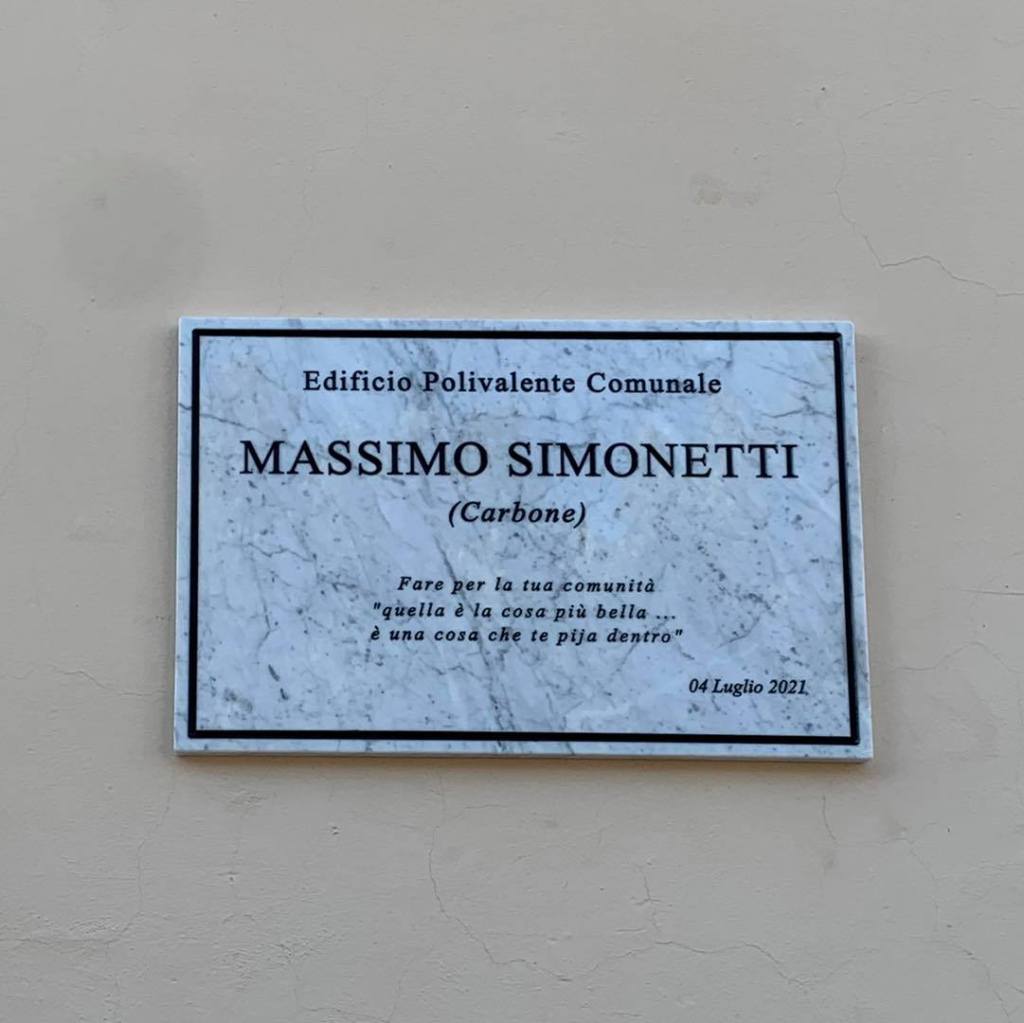 Edificio Polivalente Comunale
MASSIMO SIMONETTI
(Carbone)
Fare per la tua comunità
"quella è la cosa più bella ...
è una cosa che te pija dentro"
04 Luglio 2021